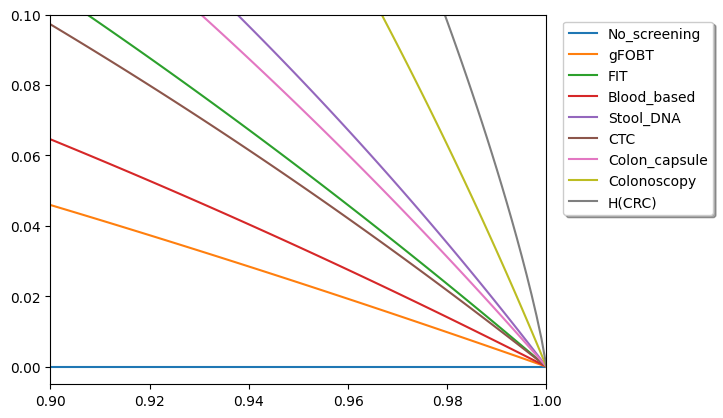 0.10
0.08
0.06
0.04
0.02
0.00
0.90
0.92
0.94
0.96
0.98
1.00
No_screening
gFOBT
FIT
Blood_based
Stool_DNA
CTC
Colon_capsule
Colonoscopy
H(CRC)